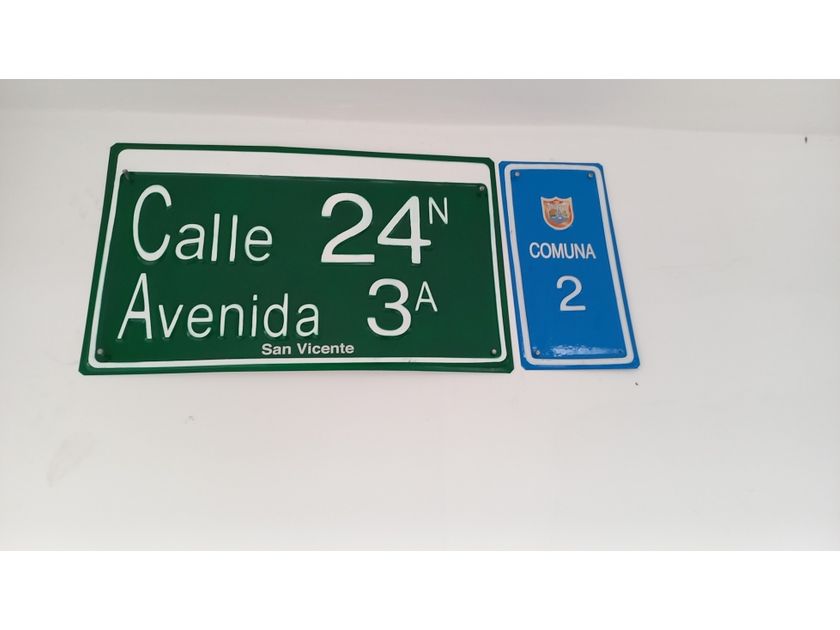 Calle 24N
Avenida 3A
San Vicente
COMUNA
2